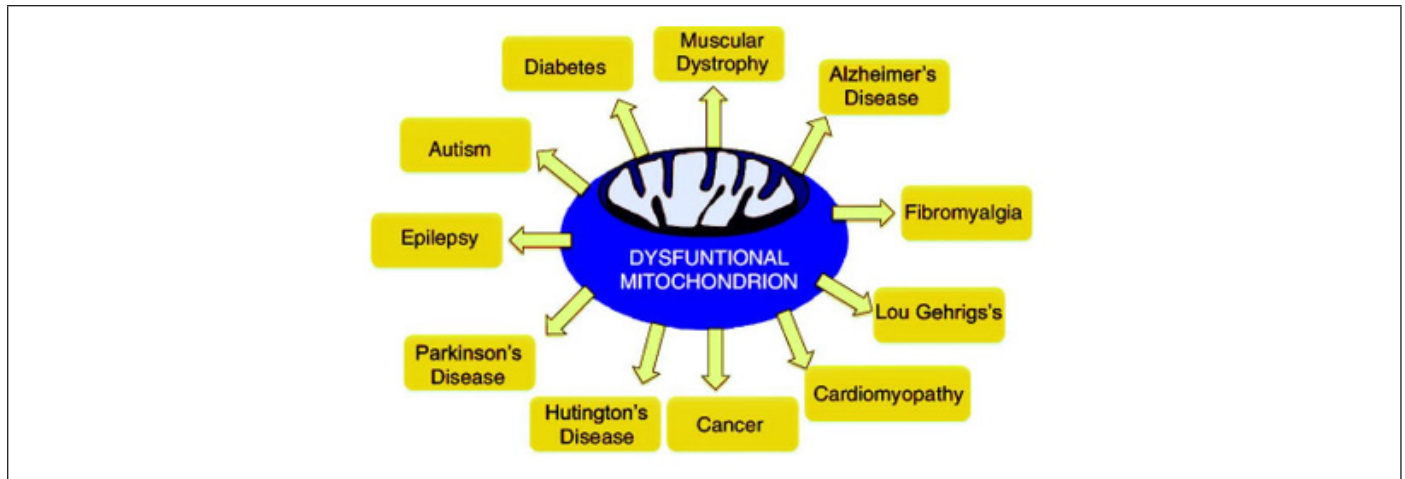 Muscular
Dystrophy
Diabetes
Alzheimer's
Disease
Autism
Fibromyalgia
Epilepsy
DYSFUNTIONAL
MITOCHONDRION
Lou Gehrigs's
Parkinson's
Disease
Cardiomyopathy
Hutington's
Disease
Cancer